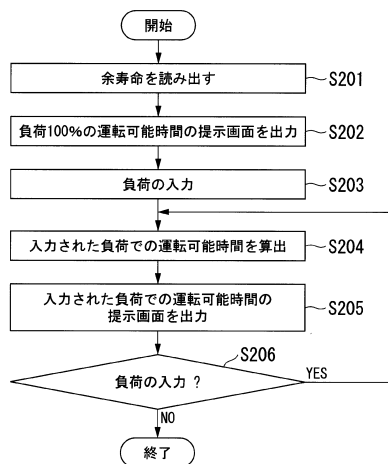 開始
余寿命を読み出す
S201
負荷100%の運転可能時間の提示画面を出力
S202
負荷の入力
S203
入力された負荷での運転可能時間を算出
S204
入力された負荷での運転可能時間の
提示画面を出力
S205
S206
負荷の入力 ?
YES
NO
終了